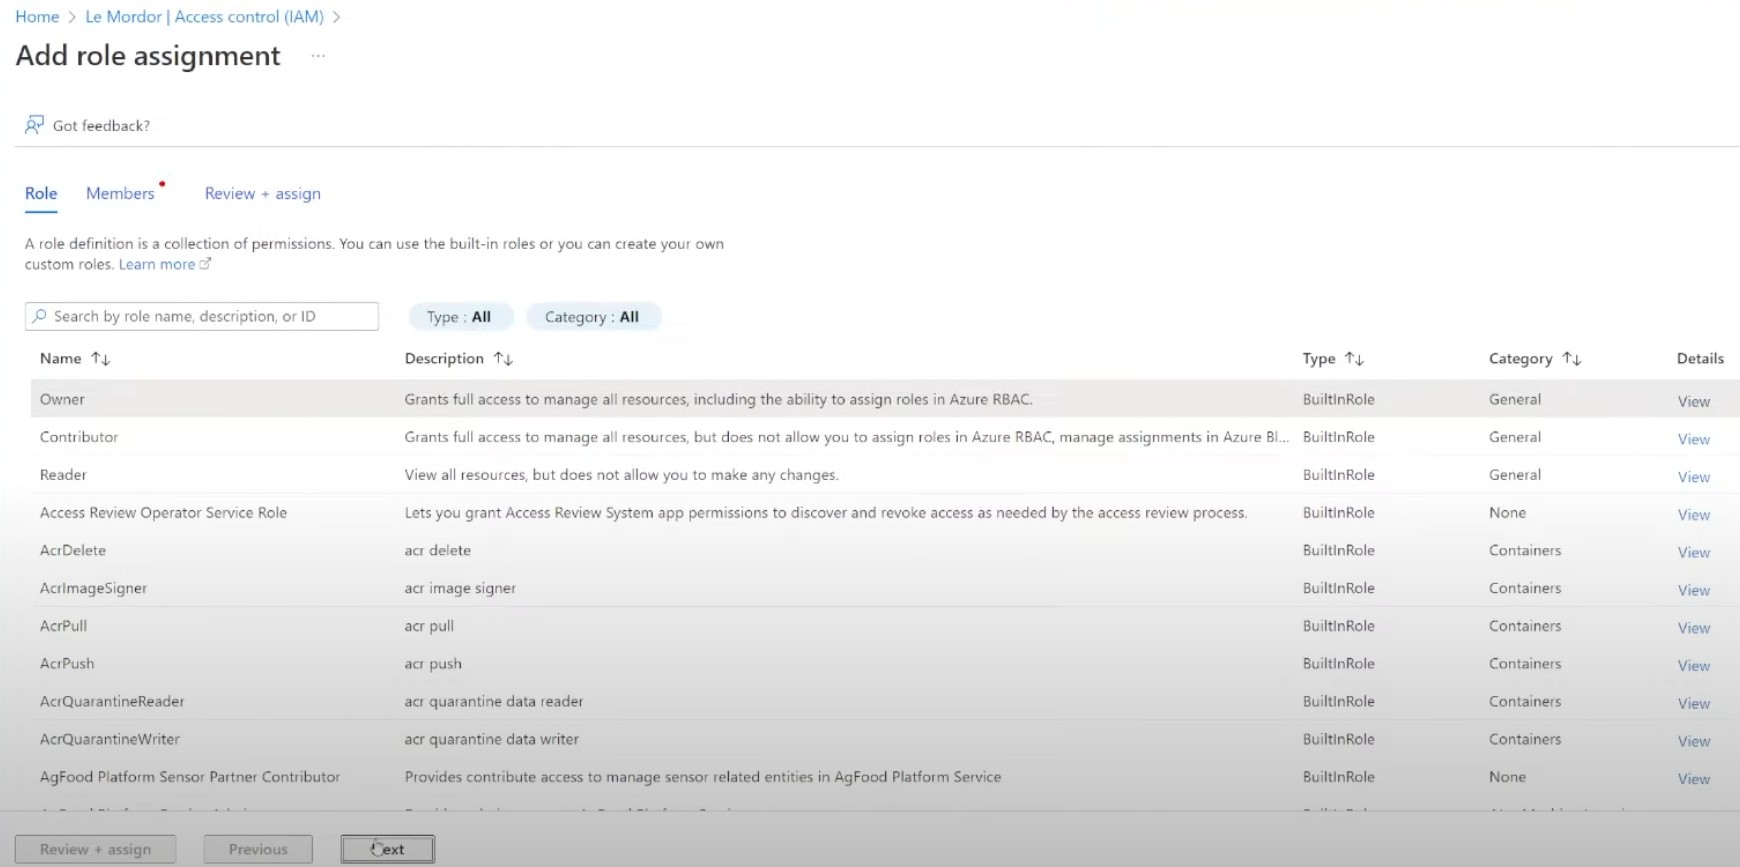 Home > Le Mordor | Access control (IAM) >
Add role assignment ...
Got feedback?
Role Members Review + assign
A role definition is a collection of permissions. You can use the built-in roles or you can create your own
custom roles. Learn more
Search by role name, description, or ID Type : All Category : All
Name ↑↓ Description ↑↓ Type ↑↓ Category ↑↓ Details
Owner Grants full access to manage all resources, including the ability to assign roles in Azure RBAC. BuiltInRole General View
Contributor Grants full access to manage all resources, but does not allow you to assign roles in Azure RBAC, manage assignments in Azure Bl... BuiltInRole General View
Reader View all resources, but does not allow you to make any changes. BuiltInRole General View
Access Review Operator Service Role Lets you grant Access Review System app permissions to discover and revoke access as needed by the access review process. BuiltInRole None View
AcrDelete acr delete BuiltInRole Containers View
AcrImageSigner acr image signer BuiltInRole Containers View
AcrPull acr pull BuiltInRole Containers View
AcrPush acr push BuiltInRole Containers View
AcrQuarantineReader acr quarantine data reader BuiltInRole Containers View
AcrQuarantineWriter acr quarantine data writer BuiltInRole Containers View
AgFood Platform Sensor Partner Contributor Provides contribute access to manage sensor related entities in AgFood Platform Service BuiltInRole None View
Review + assign Previous Next